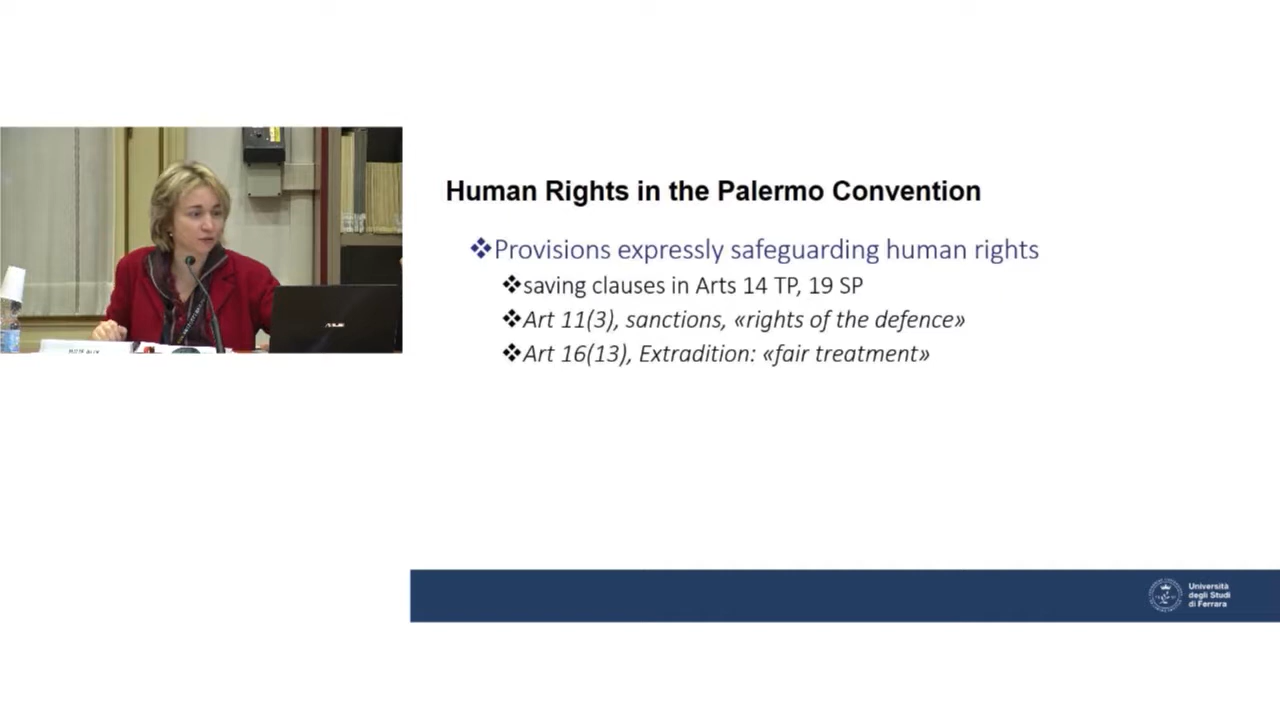 Human Rights in the Palermo Convention
❖Provisions expressly safeguarding human rights
❖saving clauses in Arts 14 TP, 19 SP
❖Art 11(3), sanctions, «rights of the defence»
❖Art 16(13), Extradition: «fair treatment»
ASUS
Università
degli Studi
di Ferrara